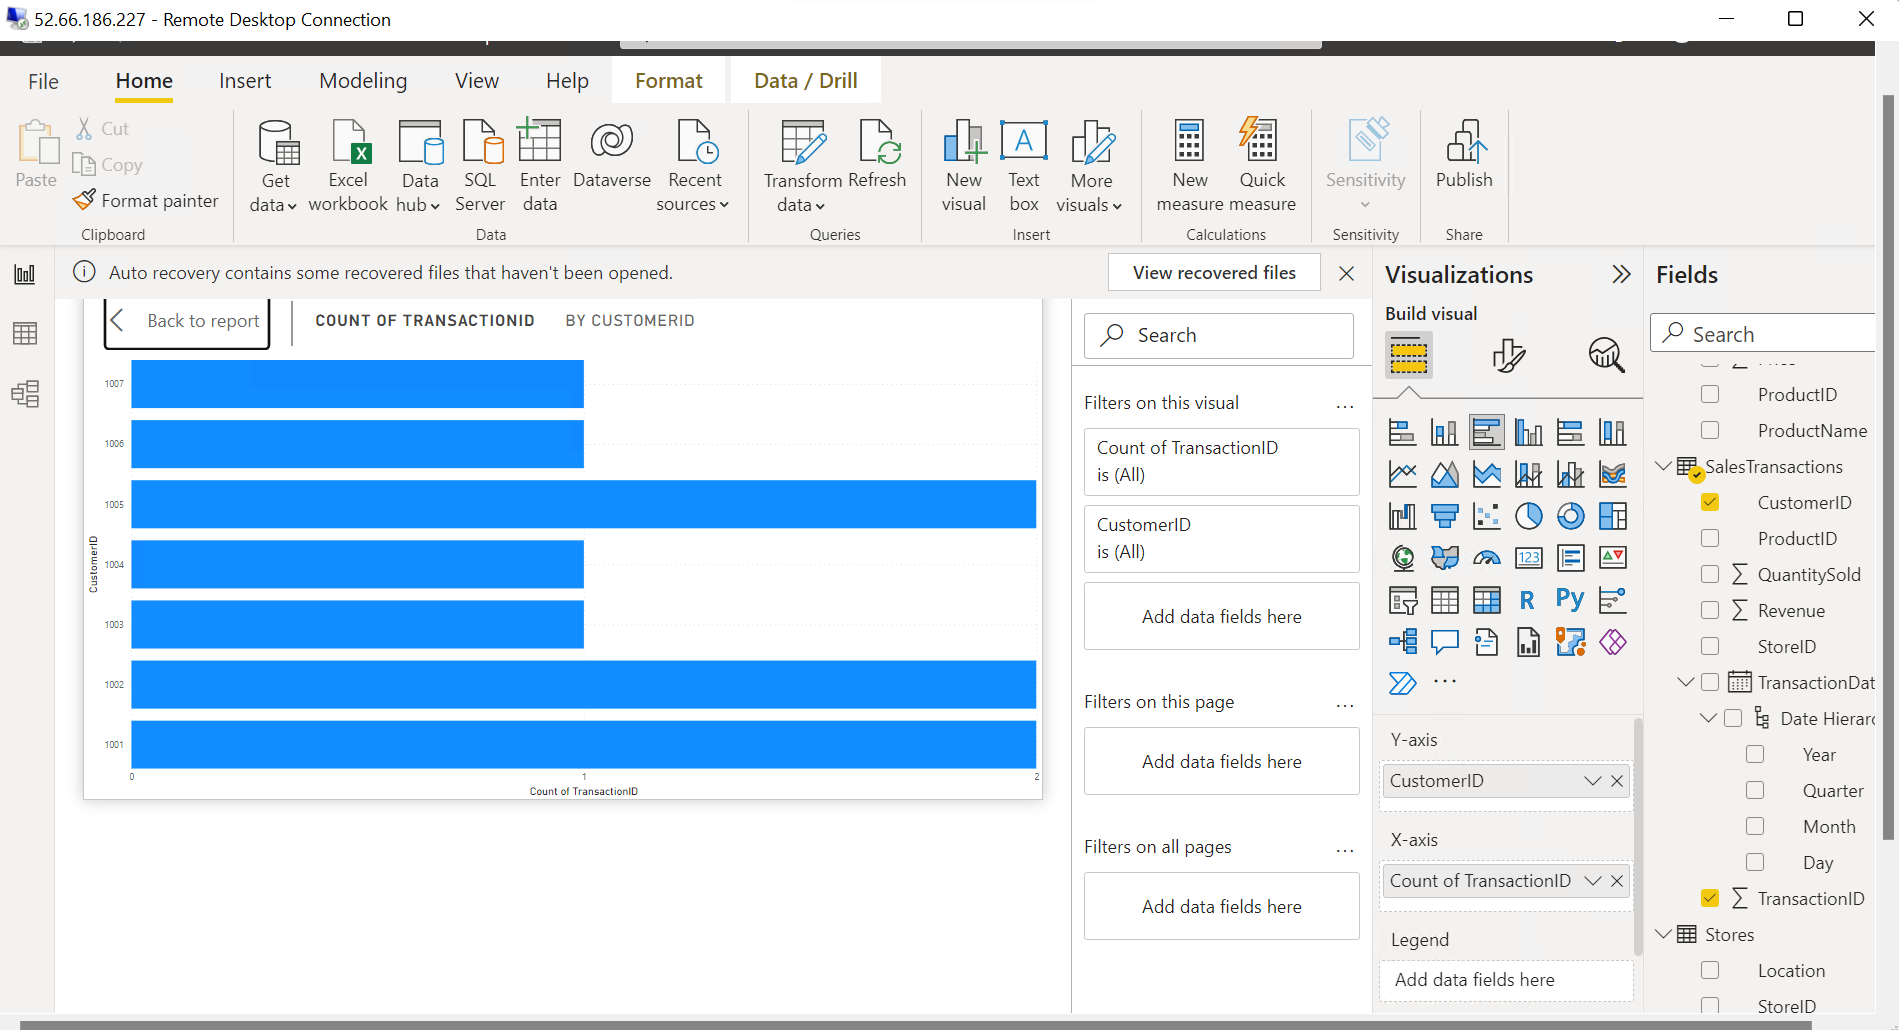 52.66.186.227 - Remote Desktop Connection
File Home Insert Modeling View Help Format Data / Drill
Paste
Cut
Copy
Format painter
Clipboard
Get data
Excel workbook
Data hub
SQL Server
Enter data
Dataverse
Recent sources
Data
Transform data
Refresh
Queries
New visual
Text box
More visuals
Insert
New measure
Quick measure
Calculations
Sensitivity
Sensitivity
Publish
Share
Auto recovery contains some recovered files that haven't been opened.
View recovered files
Back to report
COUNT OF TRANSACTIONID BY CUSTOMERID
CustomerID
1007
1006
1005
1004
1003
1002
1001
0 1 2
Count of TransactionID
Search
Filters on this visual ...
Count of TransactionID
is (All)
CustomerID
is (All)
Add data fields here
Filters on this page ...
Add data fields here
Filters on all pages ...
Add data fields here
Visualizations
Build visual
123
R
Py
...
Y-axis
CustomerID
X-axis
Count of TransactionID
Legend
Add data fields here
Fields
Search
ProductID
ProductName
SalesTransactions
CustomerID
ProductID
QuantitySold
Revenue
StoreID
TransactionDat
Date Hierarc
Year
Quarter
Month
Day
TransactionID
Stores
Location
StoreID